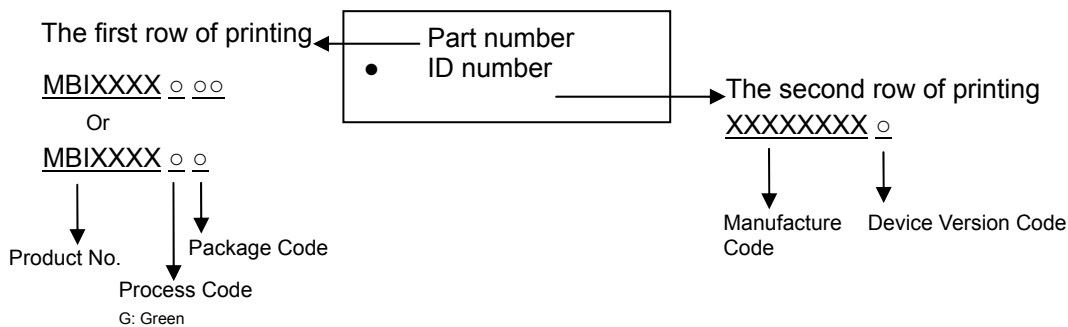 The first row of printing
Part number
● ID number
MBIXXXX ○ ○○
Or
MBIXXXX ○ ○
Product No.
Package Code
Process Code
G: Green
The second row of printing
XXXXXXXX ○
Manufacture
Code
Device Version Code